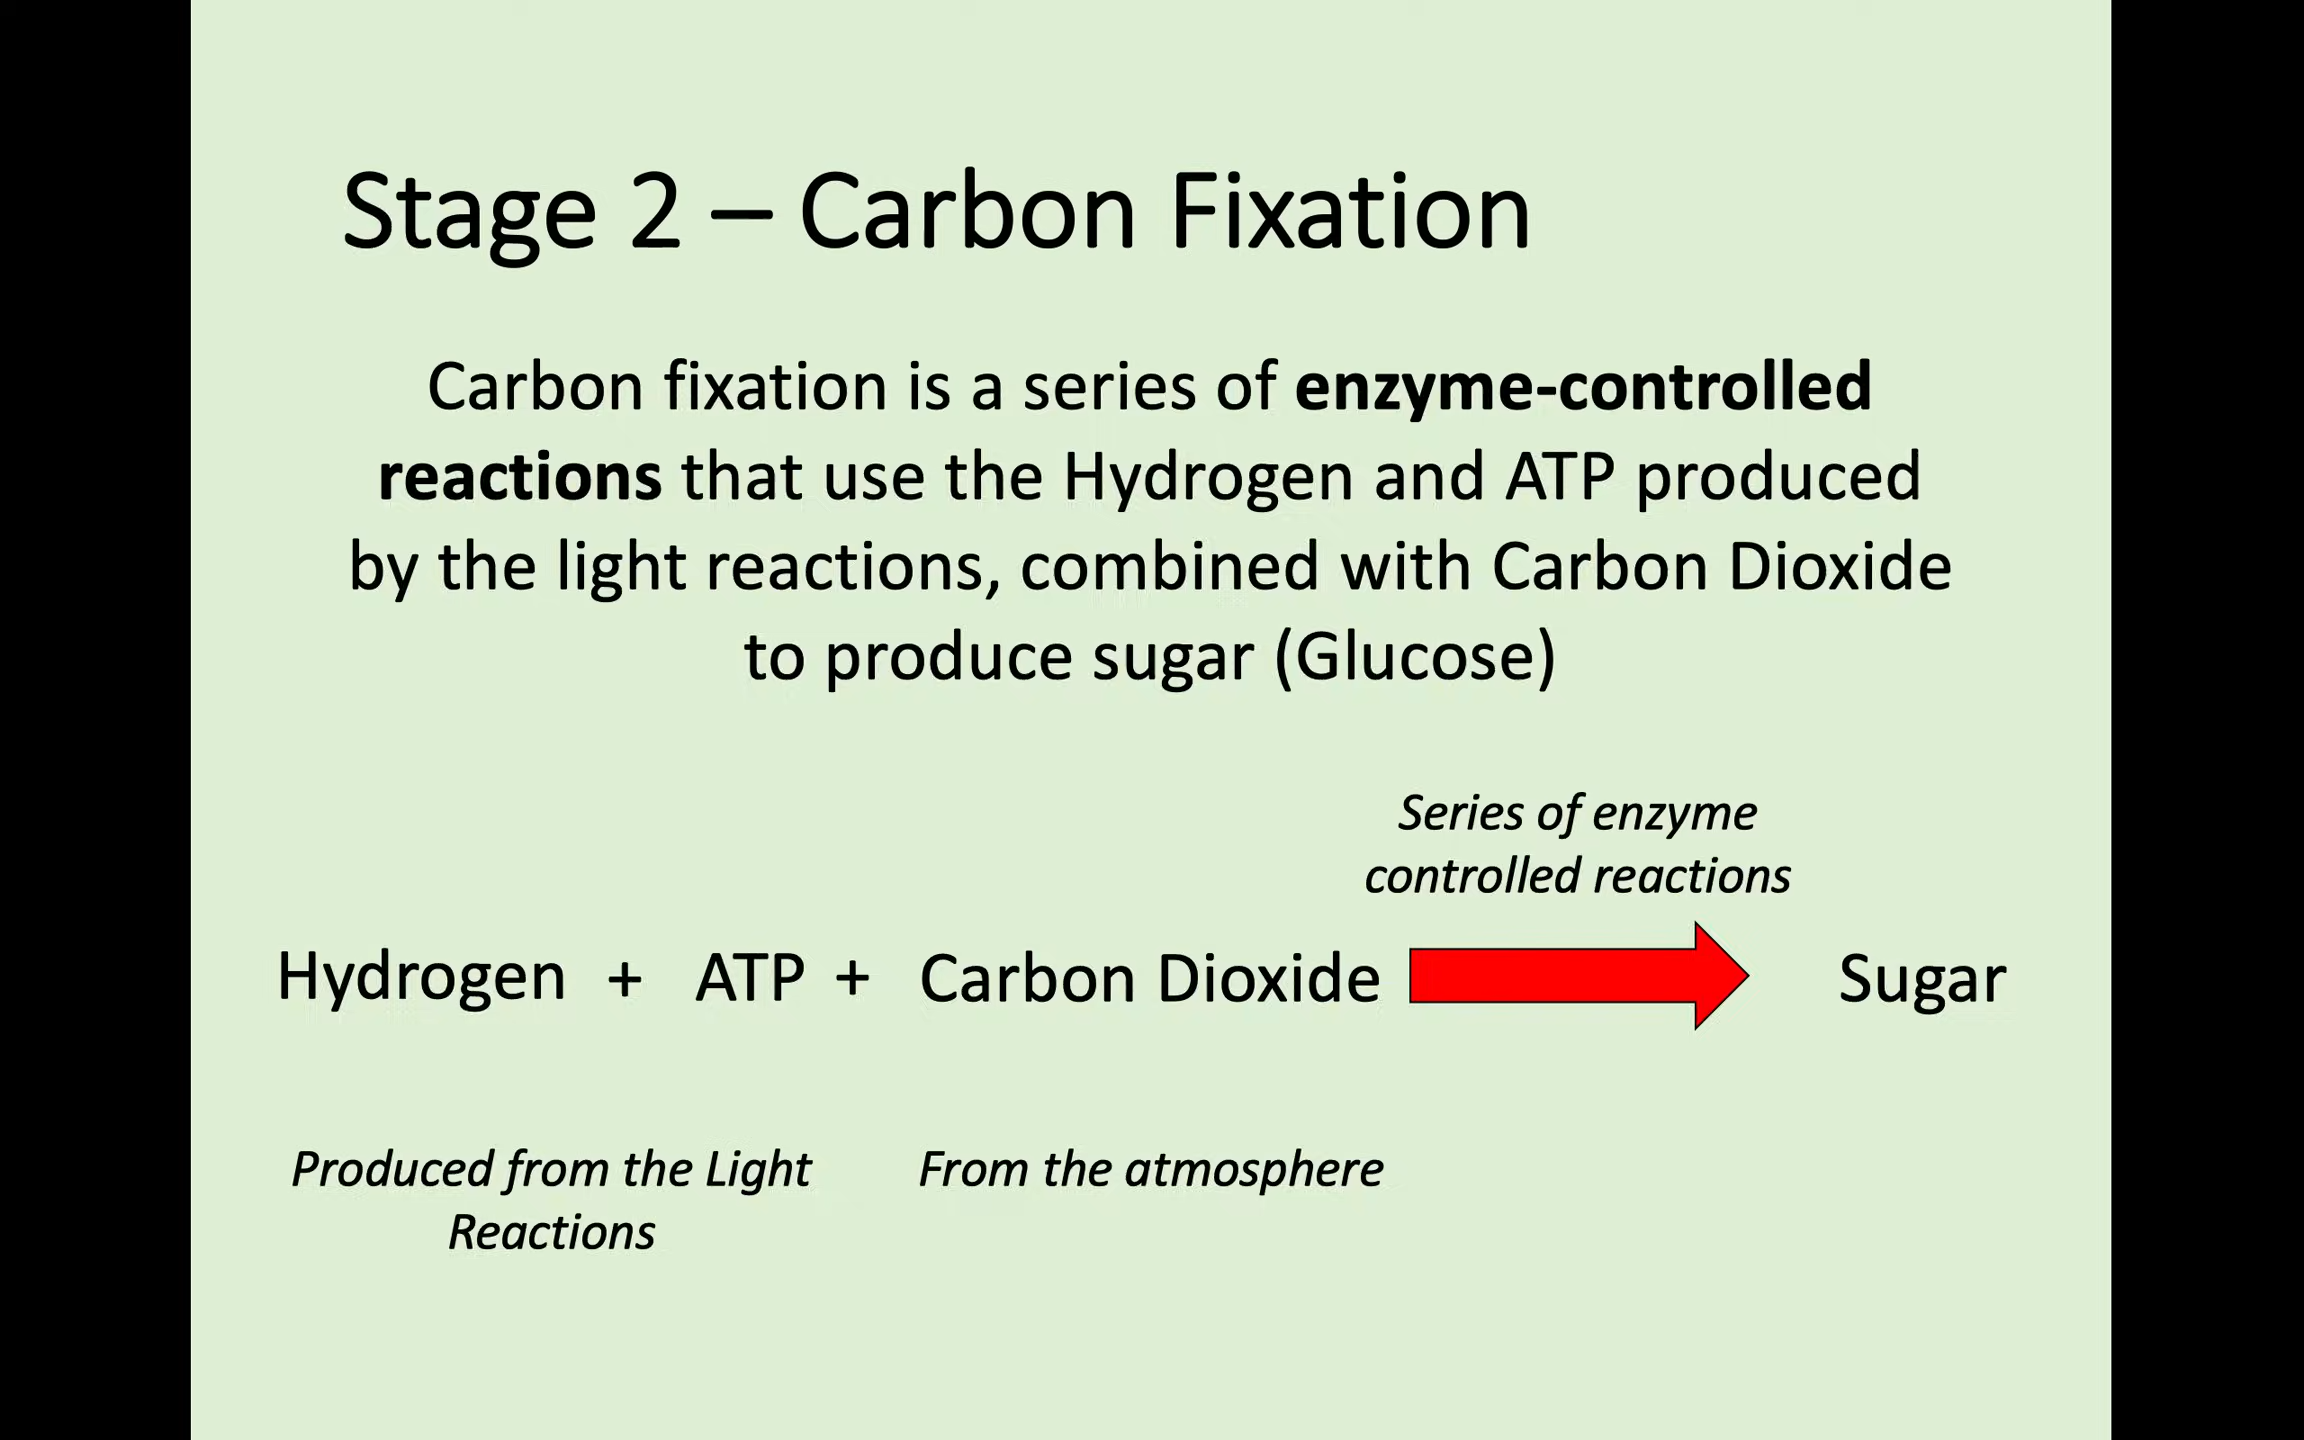 Stage 2 – Carbon Fixation
Carbon fixation is a series of enzyme-controlled
reactions that use the Hydrogen and ATP produced
by the light reactions, combined with Carbon Dioxide
to produce sugar (Glucose)
Series of enzyme
controlled reactions
Hydrogen + ATP + Carbon Dioxide Sugar
Produced from the Light
Reactions
From the atmosphere